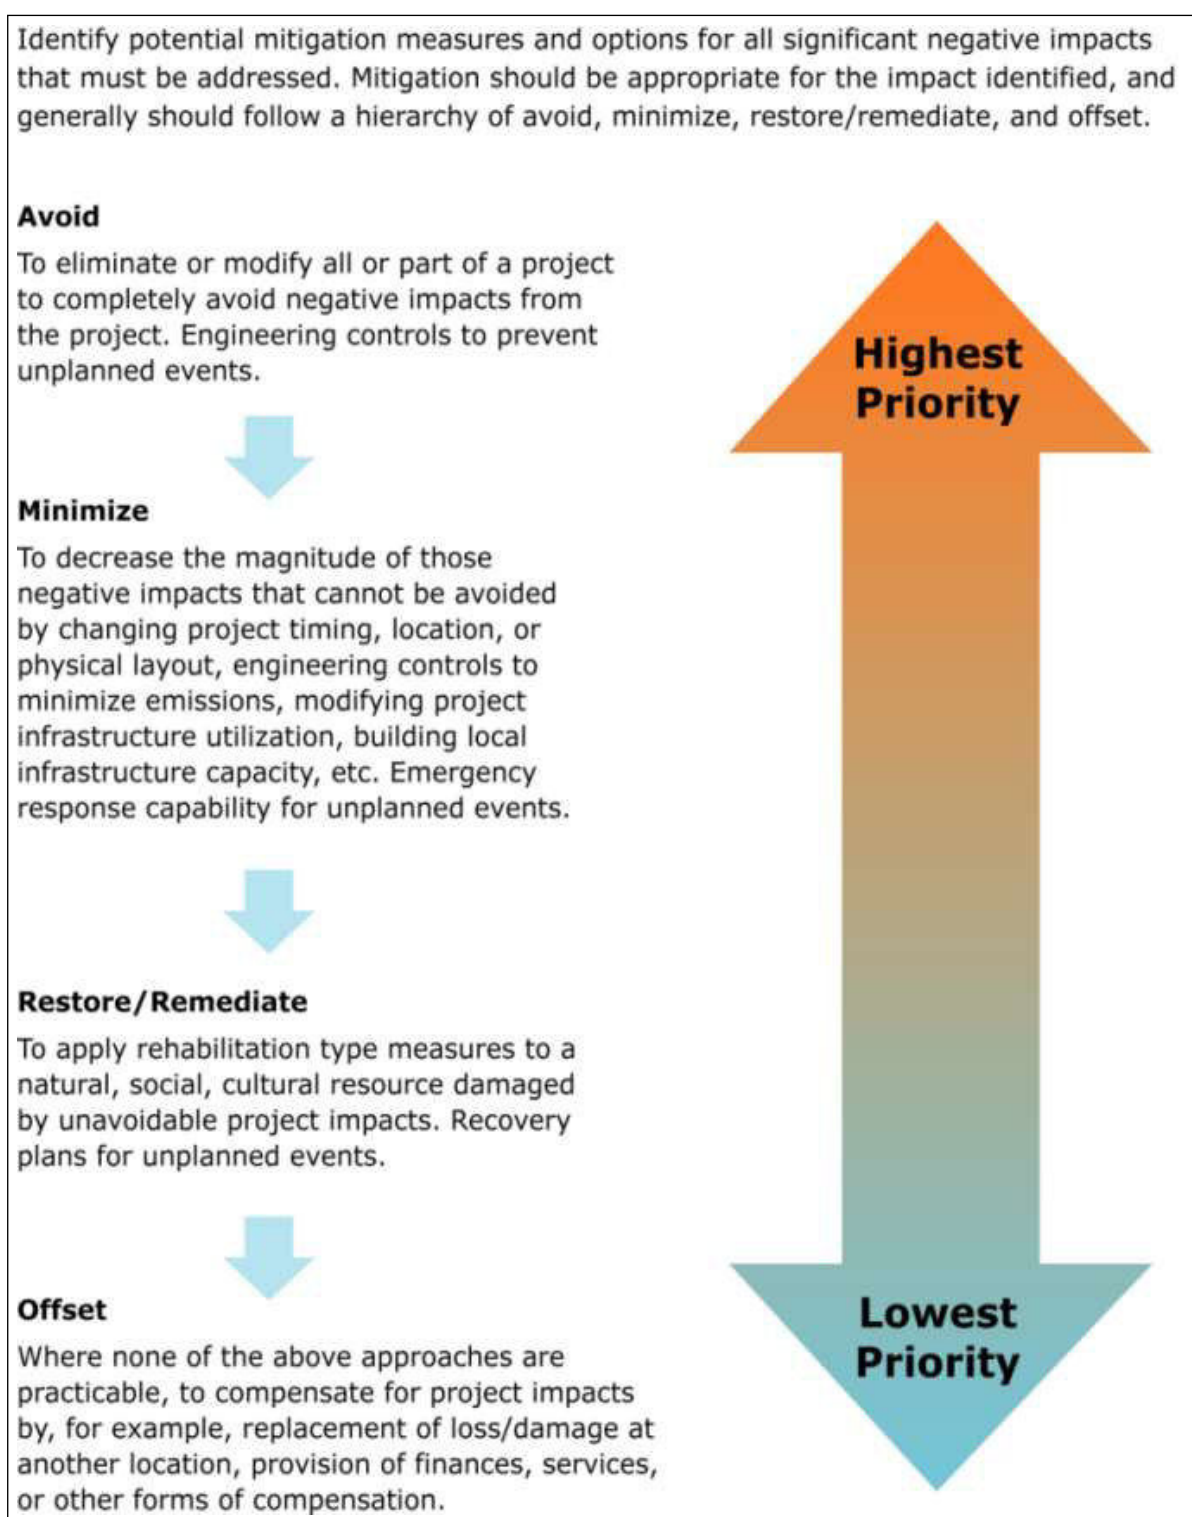 Identify potential mitigation measures and options for all significant negative impacts
that must be addressed. Mitigation should be appropriate for the impact identified, and
generally should follow a hierarchy of avoid, minimize, restore/remediate, and offset.
Avoid
To eliminate or modify all or part of a project
to completely avoid negative impacts from
the project. Engineering controls to prevent
unplanned events.
Minimize
To decrease the magnitude of those
negative impacts that cannot be avoided
by changing project timing, location, or
physical layout, engineering controls to
minimize emissions, modifying project
infrastructure utilization, building local
infrastructure capacity, etc. Emergency
response capability for unplanned events.
Restore/Remediate
To apply rehabilitation type measures to a
natural, social, cultural resource damaged
by unavoidable project impacts. Recovery
plans for unplanned events.
Offset
Where none of the above approaches are
practicable, to compensate for project impacts
by, for example, replacement of loss/damage at
another location, provision of finances, services,
or other forms of compensation.
Highest
Priority
Lowest
Priority